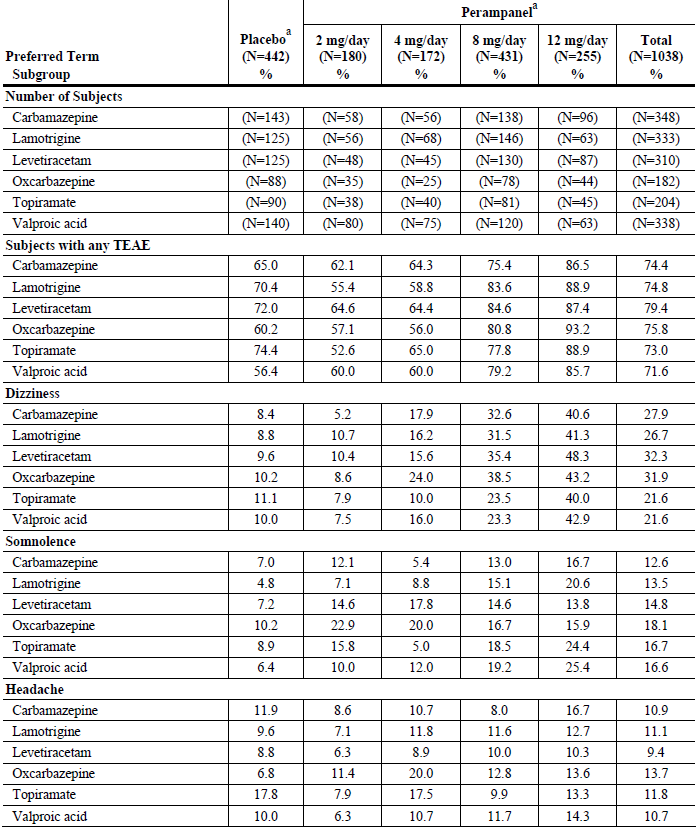 Perampanel^a
Preferred Term Subgroup | Placebo^a (N=442) % | 2 mg/day (N=180) % | 4 mg/day (N=172) % | 8 mg/day (N=431) % | 12 mg/day (N=255) % | Total (N=1038) %
Number of Subjects
Carbamazepine (N=143) (N=58) (N=56) (N=138) (N=96) (N=348)
Lamotrigine (N=125) (N=56) (N=68) (N=146) (N=63) (N=333)
Levetiracetam (N=125) (N=48) (N=45) (N=130) (N=87) (N=310)
Oxcarbazepine (N=88) (N=35) (N=25) (N=78) (N=44) (N=182)
Topiramate (N=90) (N=38) (N=40) (N=81) (N=45) (N=204)
Valproic acid (N=140) (N=80) (N=75) (N=120) (N=63) (N=338)
Subjects with any TEAE
Carbamazepine 65.0 62.1 64.3 75.4 86.5 74.4
Lamotrigine 70.4 55.4 58.8 83.6 88.9 74.8
Levetiracetam 72.0 64.6 64.4 84.6 87.4 79.4
Oxcarbazepine 60.2 57.1 56.0 80.8 93.2 75.8
Topiramate 74.4 52.6 65.0 77.8 88.9 73.0
Valproic acid 56.4 60.0 60.0 79.2 85.7 71.6
Dizziness
Carbamazepine 8.4 5.2 17.9 32.6 40.6 27.9
Lamotrigine 8.8 10.7 16.2 31.5 41.3 26.7
Levetiracetam 9.6 10.4 15.6 35.4 48.3 32.3
Oxcarbazepine 10.2 8.6 24.0 38.5 43.2 31.9
Topiramate 11.1 7.9 10.0 23.5 40.0 21.6
Valproic acid 10.0 7.5 16.0 23.3 42.9 21.6
Somnolence
Carbamazepine 7.0 12.1 5.4 13.0 16.7 12.6
Lamotrigine 4.8 7.1 8.8 15.1 20.6 13.5
Levetiracetam 7.2 14.6 17.8 14.6 13.8 14.8
Oxcarbazepine 10.2 22.9 20.0 16.7 15.9 18.1
Topiramate 8.9 15.8 5.0 18.5 24.4 16.7
Valproic acid 6.4 10.0 12.0 19.2 25.4 16.6
Headache
Carbamazepine 11.9 8.6 10.7 8.0 16.7 10.9
Lamotrigine 9.6 7.1 11.8 11.6 12.7 11.1
Levetiracetam 8.8 6.3 8.9 10.0 10.3 9.4
Oxcarbazepine 6.8 11.4 20.0 12.8 13.6 13.7
Topiramate 17.8 7.9 17.5 9.9 13.3 11.8
Valproic acid 10.0 6.3 10.7 11.7 14.3 10.7